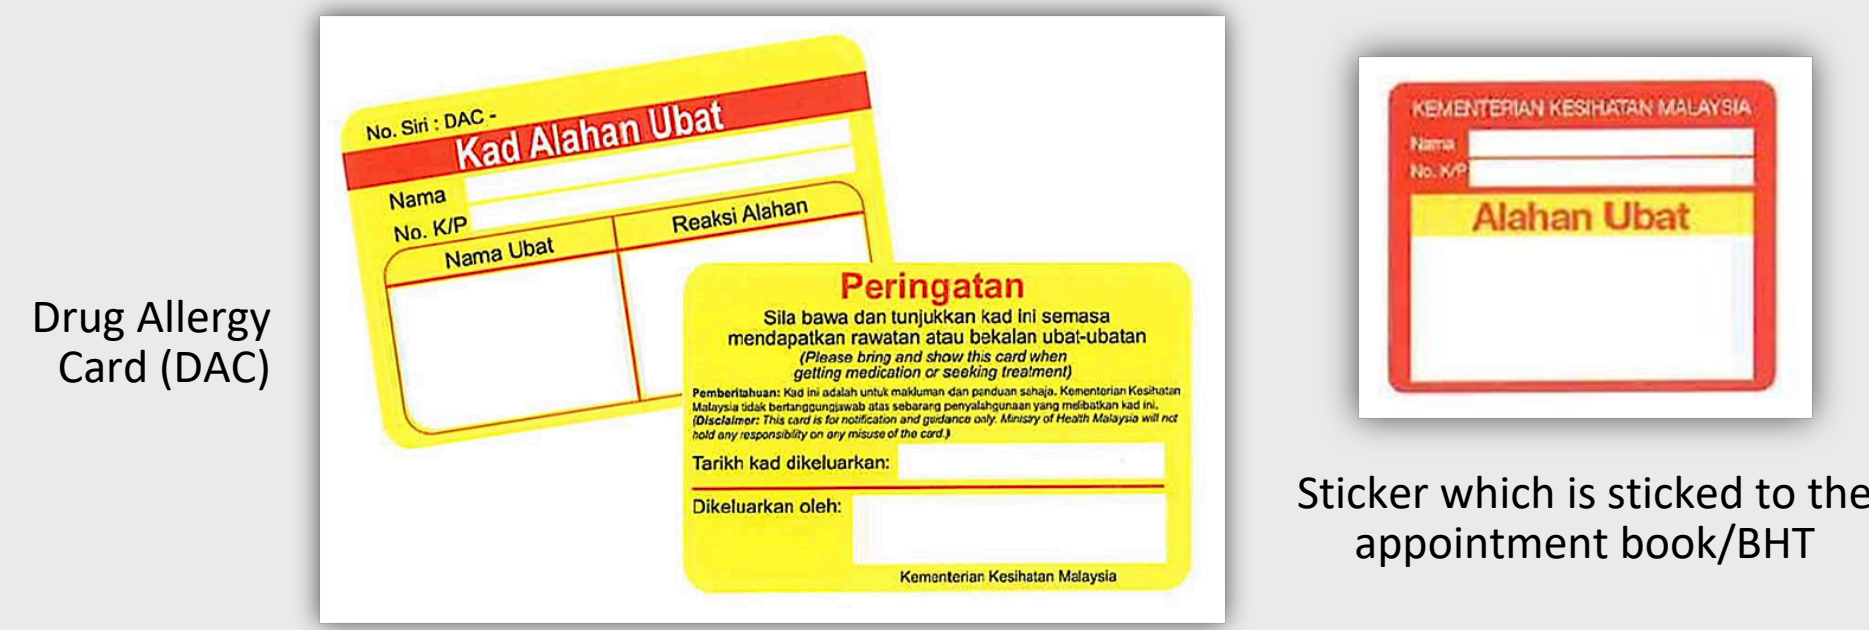 Drug Allergy
Card (DAC)
No. Siri : DAC -
Kad Alahan Ubat
Nama
No. K/P
Nama Ubat
Reaksi Alahan
Peringatan
Sila bawa dan tunjukkan kad ini semasa
mendapatkan rawatan atau bekalan ubat-ubatan
(Please bring and show this card when
getting medication or seeking treatment)
Pemberitahuan: Kad ini adalah untuk makluman dan panduan sahaja. Kementerian Kesihatan
Malaysia tidak bertanggungjawab atas sebarang penyalahgunaan yang melibatkan kad ini.
(Disclaimer: This card is for notification and guidance only. Ministry of Health Malaysia will not
hold any responsibility on any misuse of the card.)
Tarikh kad dikeluarkan:
Dikeluarkan oleh:
Kementerian Kesihatan Malaysia
KEMENTERIAN KESIHATAN MALAYSIA
Nama
No. K/P
Alahan Ubat
Sticker which is sticked to the
appointment book/BHT